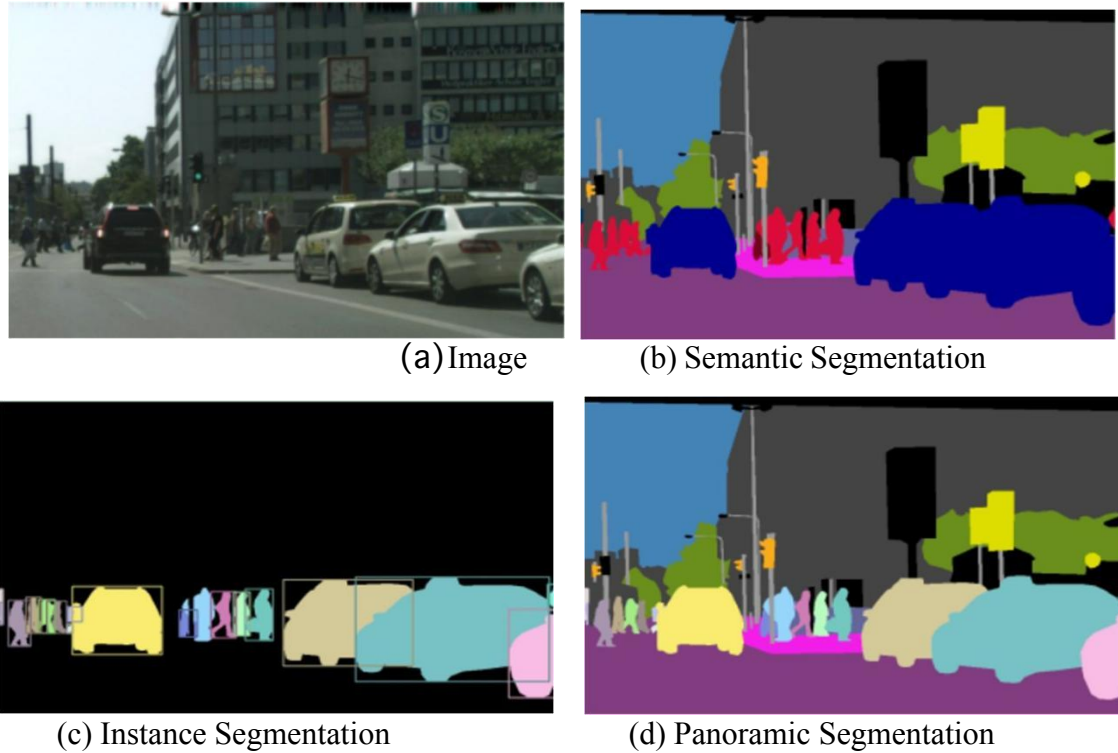 S
U
(a) Image
(b) Semantic Segmentation
(c) Instance Segmentation
(d) Panoramic Segmentation